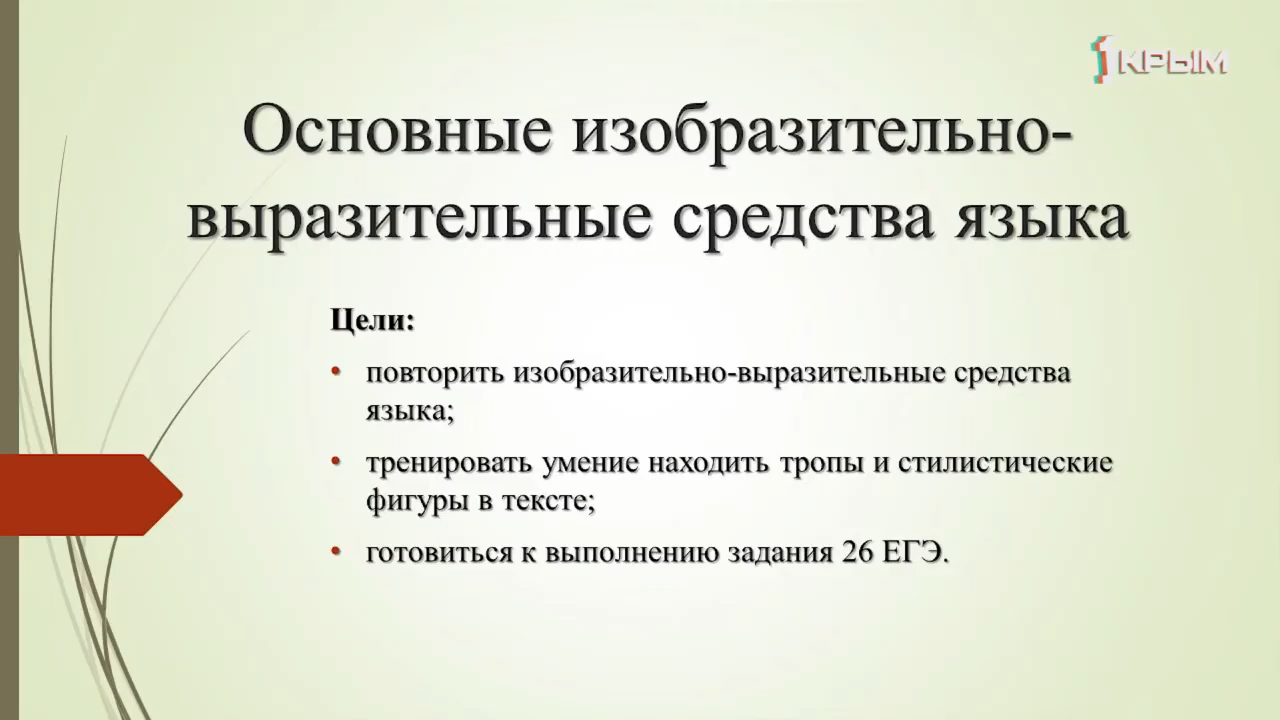 1КРЫМ
Основные изобразительно-
выразительные средства языка
Цели:
• повторить изобразительно-выразительные средства
языка;
• тренировать умение находить тропы и стилистические
фигуры в тексте;
• готовиться к выполнению задания 26 ЕГЭ.